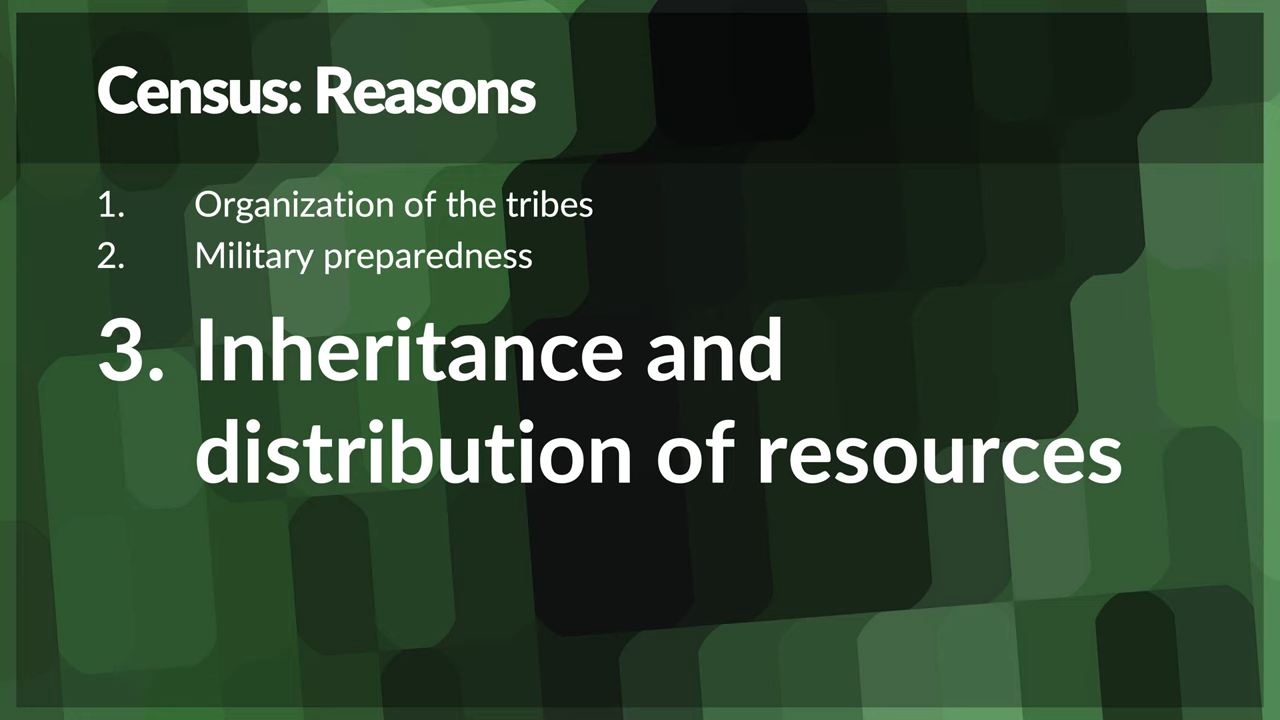 Census: Reasons
1. Organization of the tribes
2. Military preparedness
3. Inheritance and
distribution of resources